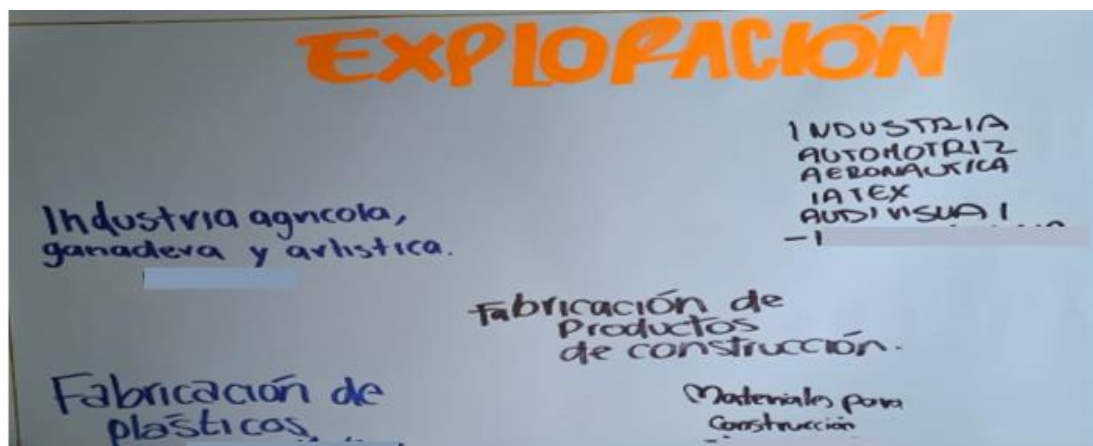 EXPLORACIÓN
INDUSTRIA
AUTOMOTRIZ
AERONAUTICA
IATEX
AUDIVISUAL
Industria agricola,
ganadera y artistica.
Fabricación de
Productos
de construcción.
Fabricación de
plásticos
Materiales para
Construcción